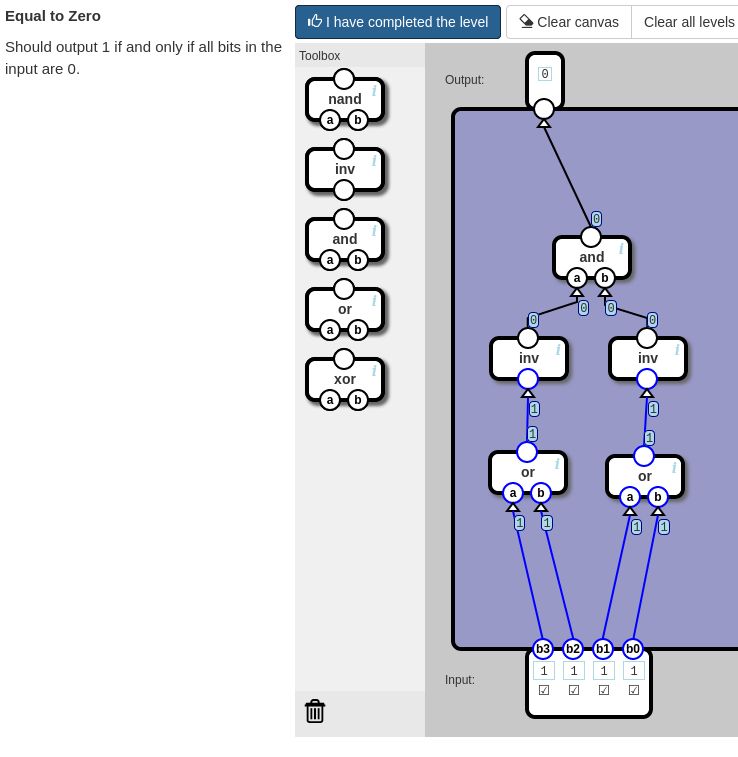 Equal to Zero
Should output 1 if and only if all bits in the
input are 0.
I have completed the level
Clear canvas
Clear all levels
Toolbox
nand
i
a b
inv
i
and
i
a b
or
i
a b
xor
i
a b
Output:
0
0
and
i
a b
0 0
0 0
inv
i
inv
i
1 1
1 1
or
i
a b
or
i
a b
1 1 1 1
b3 b2 b1 b0
Input:
1 1 1 1